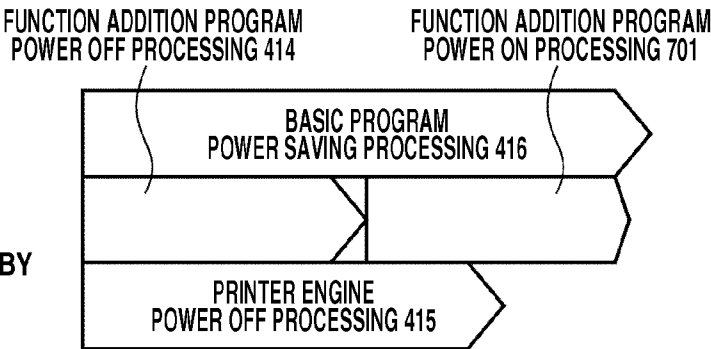 FUNCTION ADDITION PROGRAM
POWER OFF PROCESSING 414
FUNCTION ADDITION PROGRAM
POWER ON PROCESSING 701
BASIC PROGRAM
POWER SAVING PROCESSING 416
BY
PRINTER ENGINE
POWER OFF PROCESSING 415